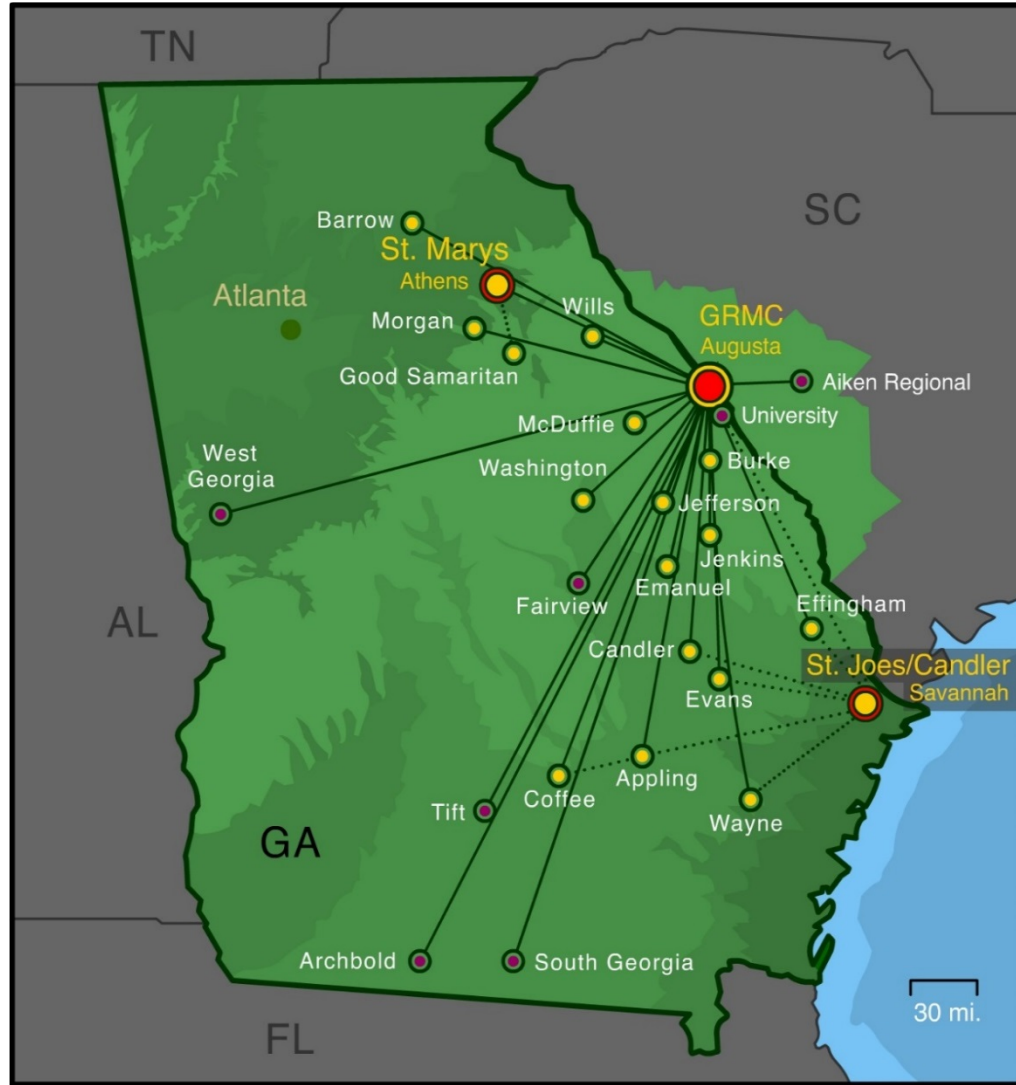 TN
SC
Barrow
St. Marys
Athens
Wills
Atlanta
GRMC
Augusta
Morgan
Good Samaritan
Aiken Regional
University
McDuffie
West
Georgia
Washington
Burke
Jefferson
Jenkins
Emanuel
Fairview
Effingham
AL
Candler
St. Joes/Candler
Savannah
Evans
Appling
Coffee
Tift
Wayne
GA
Archbold
South Georgia
30 mi.
FL